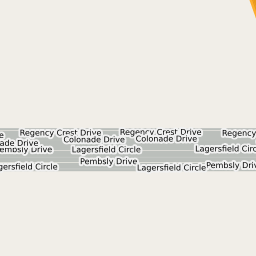 Regency Crest Drive
Regency Crest Drive
Regency
Colonade Drive
Colonade Drive
ade Drive
Lagersfield Circle
Lagersfield Circ
Pembsly Drive
Pembsly Drive
Pembsly Driv
gersfield Circle
Lagersfield Circle